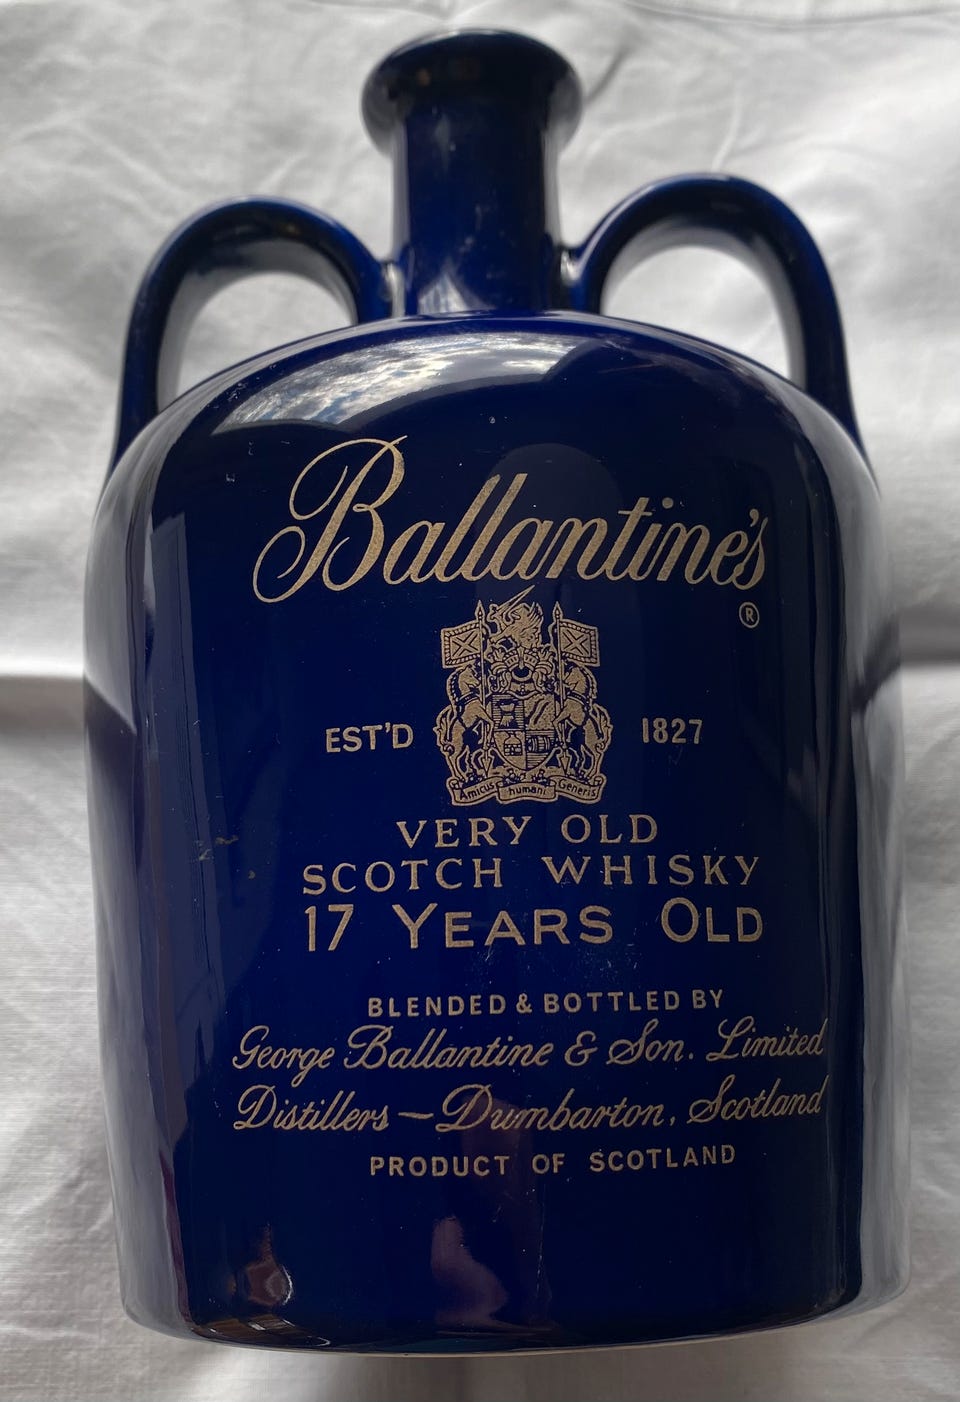 Ballantine's
®
EST'D 1827
Amicus humani Generis
VERY OLD
SCOTCH WHISKY
17 YEARS OLD
BLENDED & BOTTLED BY
George Ballantine & Son. Limited
Distillers — Dumbarton, Scotland
PRODUCT OF SCOTLAND